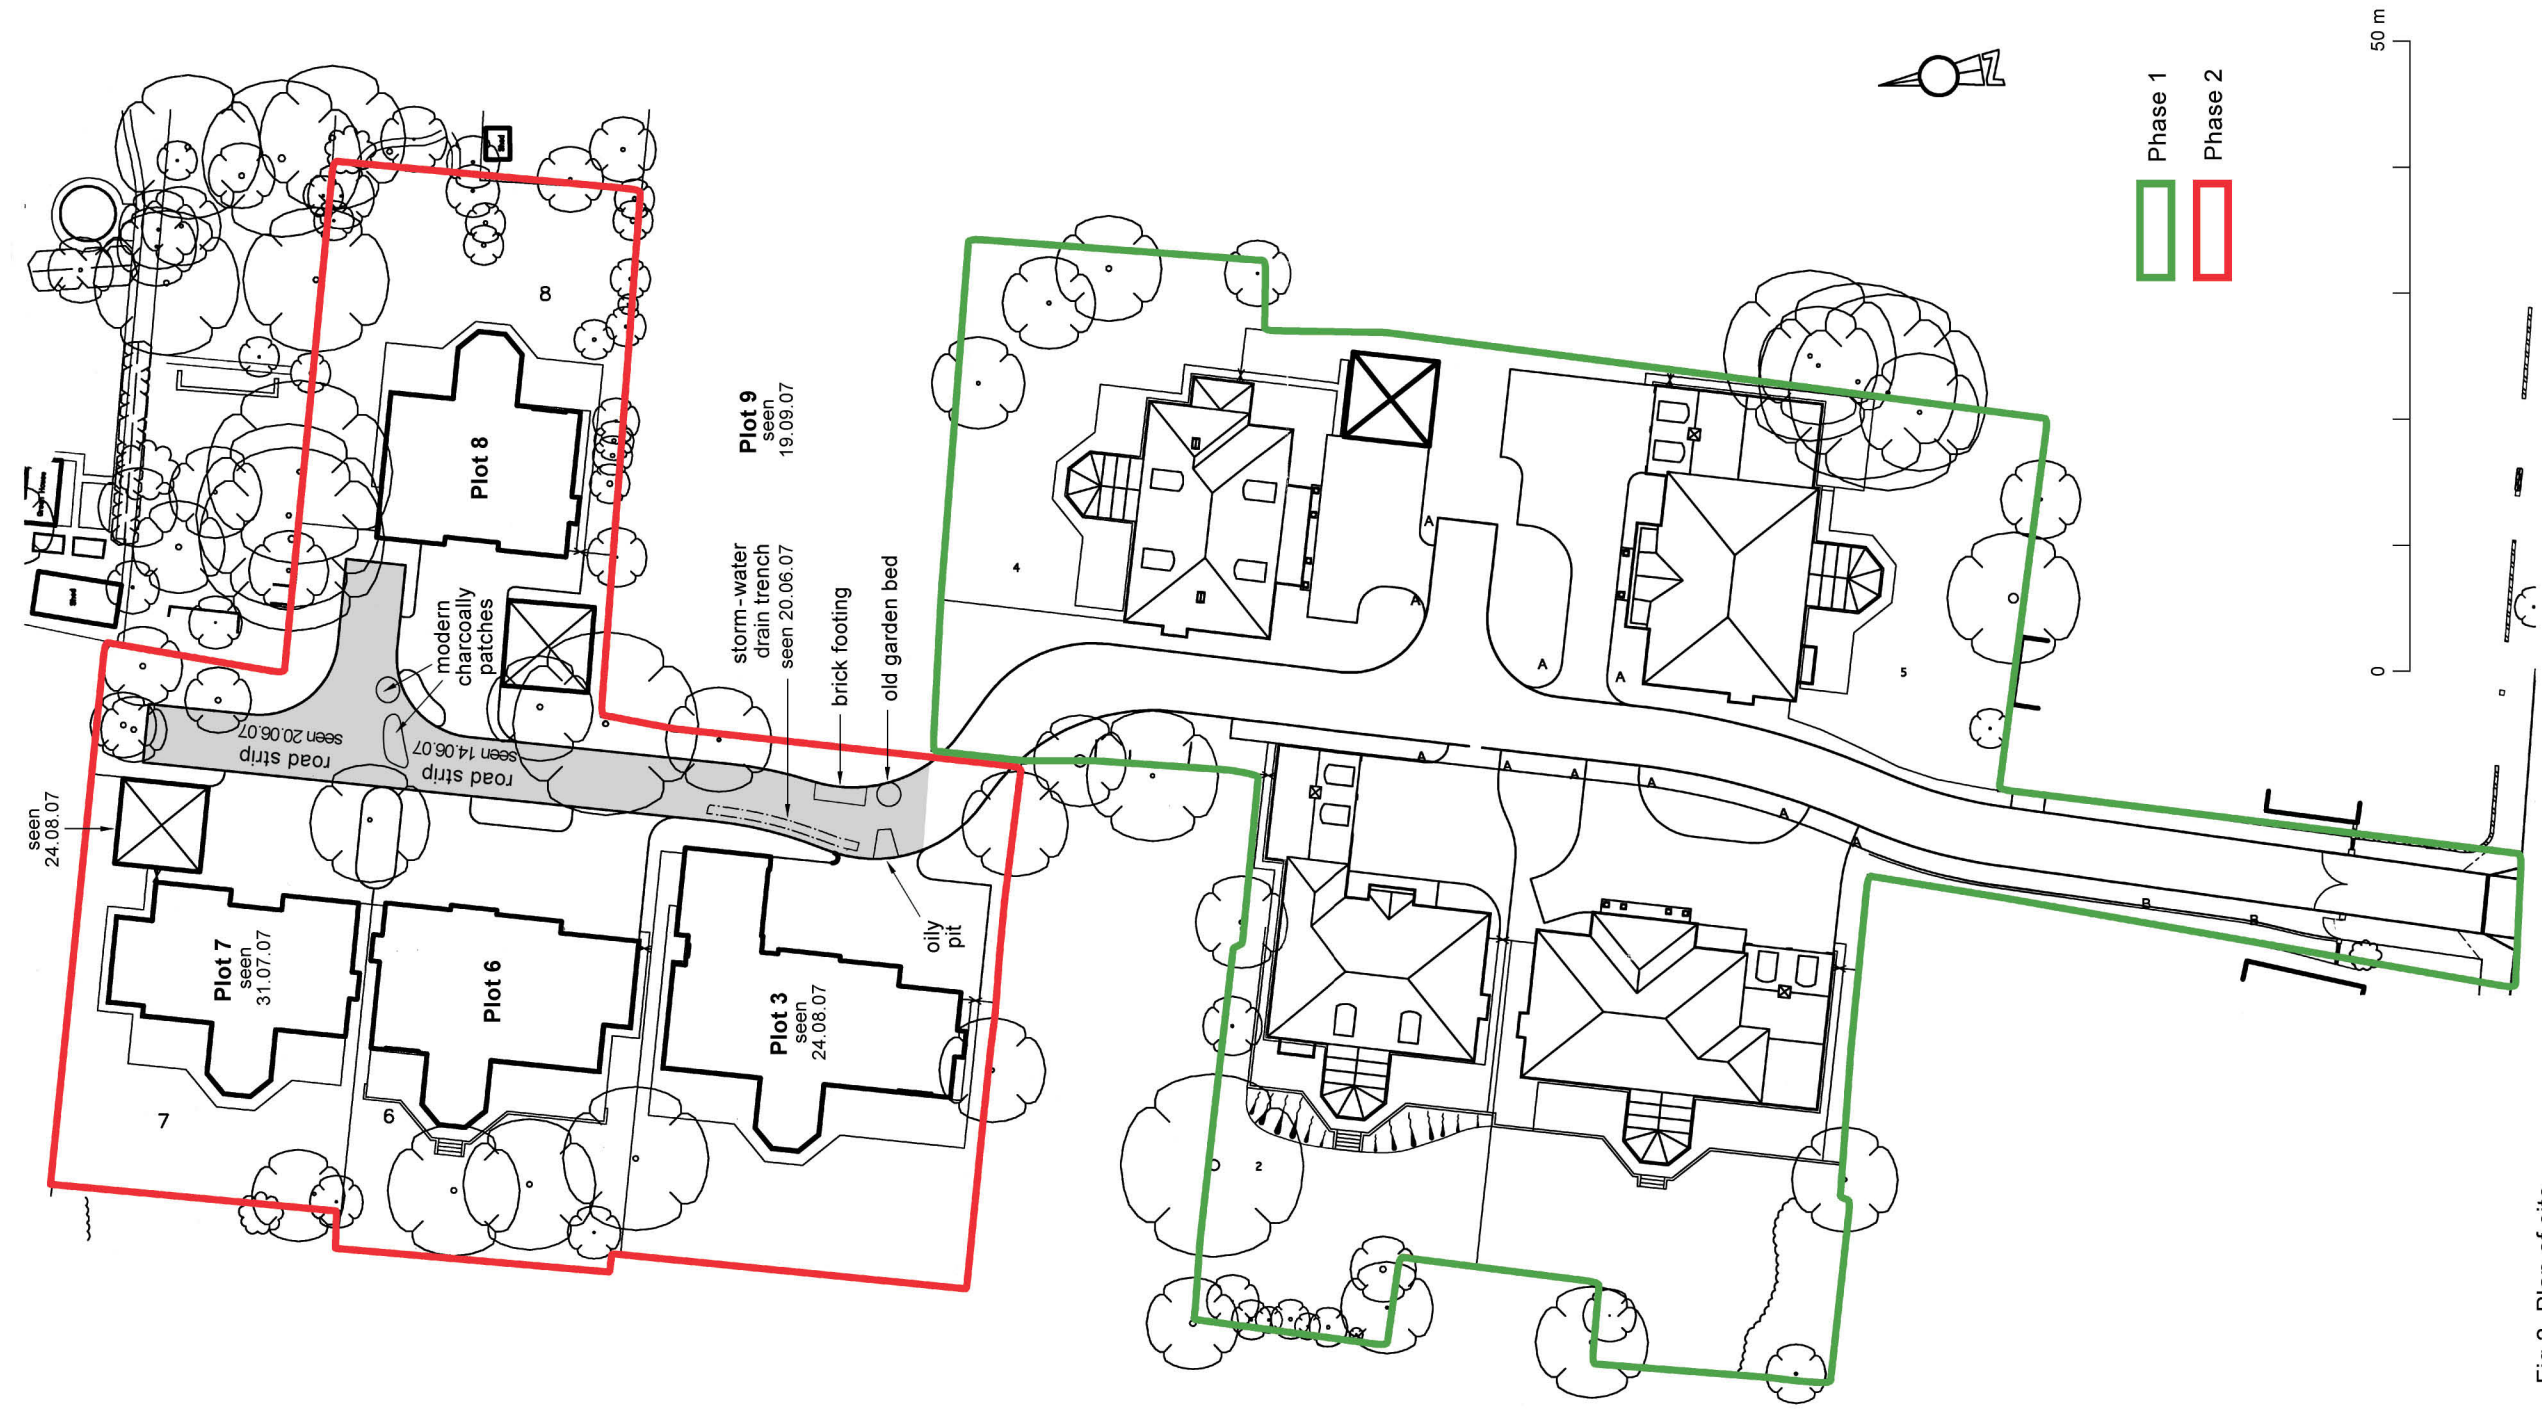 Plot 7
seen
31.07.07
Plot 6
Plot 3
seen
24.08.07
Plot 8
Plot 9
seen
19.09.07
seen
24.08.07
road strip
seen 20.06.07
road strip
seen 14.06.07
modern
charcoally
patches
storm-water
drain trench
seen 20.06.07
brick footing
old garden bed
oily
pit
7
6
8
4
5
2
Shed
Shed
A
A
A
A
A
A
A
A
A
A
A
B
B
N
Phase 1
Phase 2
0
50 m